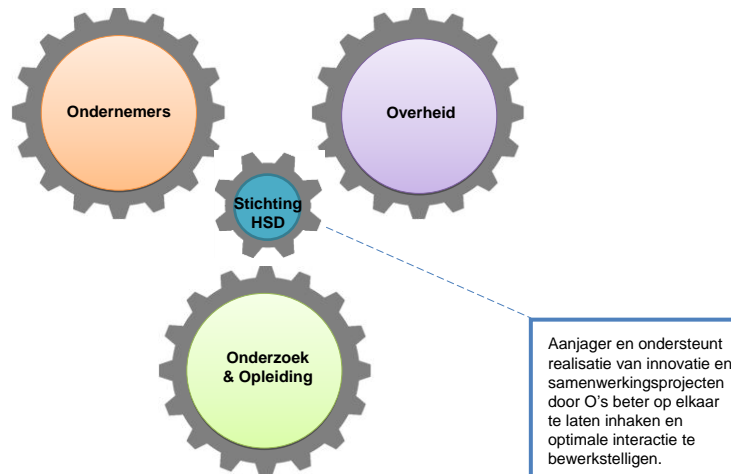 Ondernemers
Overheid
Stichting
HSD
Onderzoek
& Opleiding
Aanjager en ondersteunt
realisatie van innovatie en
samenwerkingsprojecten
door O's beter op elkaar
te laten inhaken en
optimale interactie te
bewerkstelligen.